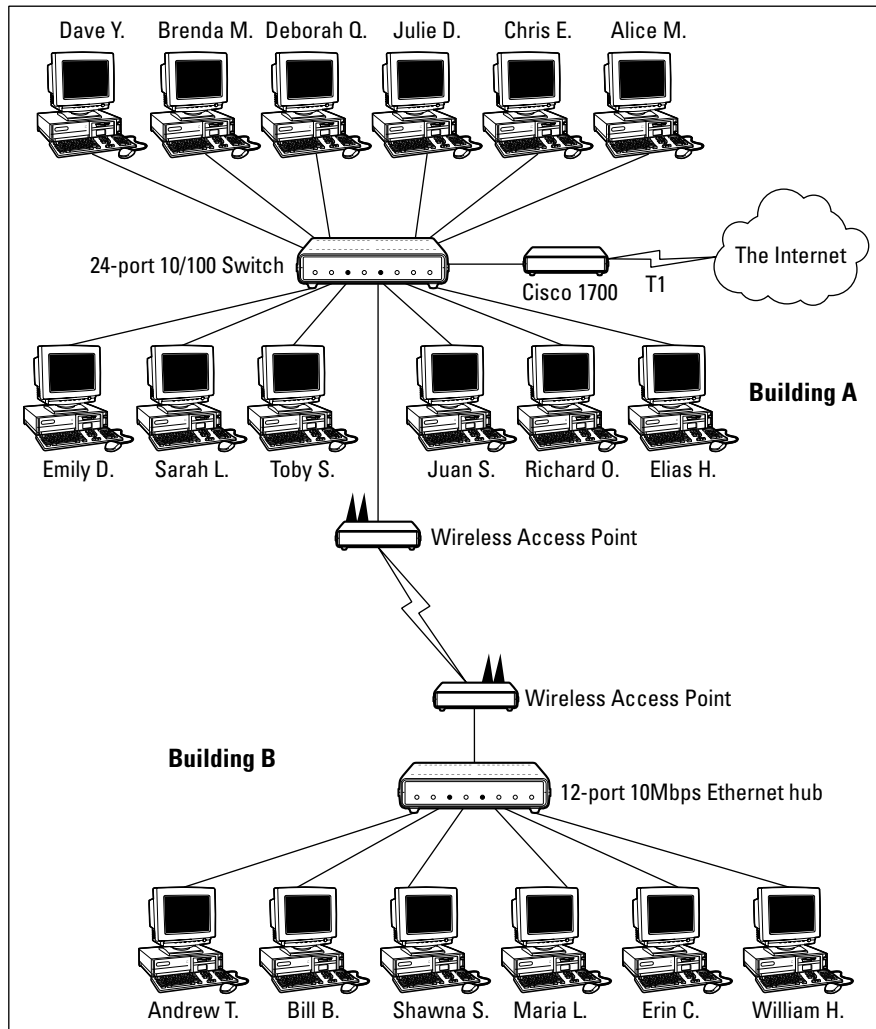 Dave Y. Brenda M. Deborah Q. Julie D. Chris E. Alice M.
24-port 10/100 Switch
The Internet
Cisco 1700
T1
Building A
Emily D. Sarah L. Toby S. Juan S. Richard O. Elias H.
Wireless Access Point
Wireless Access Point
Building B
12-port 10Mbps Ethernet hub
Andrew T. Bill B. Shawna S. Maria L. Erin C. William H.